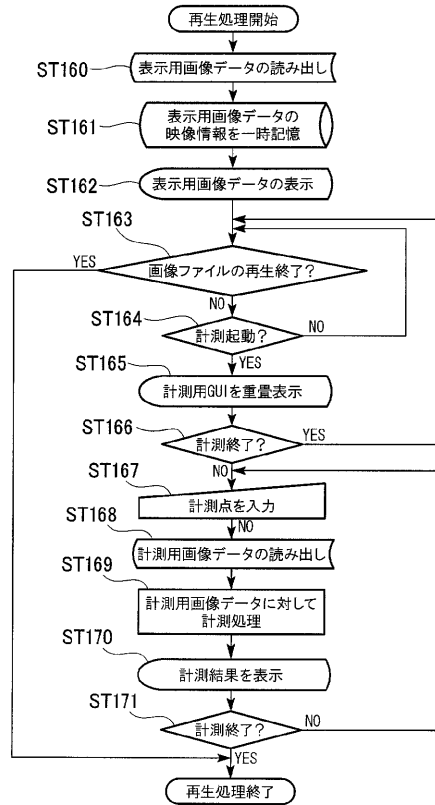 再生処理開始
ST160
表示用画像データの読み出し
ST161
表示用画像データの
映像情報を一時記憶
ST162
表示用画像データの表示
ST163
YES
画像ファイルの再生終了?
NO
ST164
計測起動?
NO
YES
ST165
計測用GUIを重畳表示
ST166
計測終了?
YES
NO
ST167
計測点を入力
NO
ST168
計測用画像データの読み出し
ST169
計測用画像データに対して
計測処理
ST170
計測結果を表示
ST171
計測終了?
NO
YES
再生処理終了